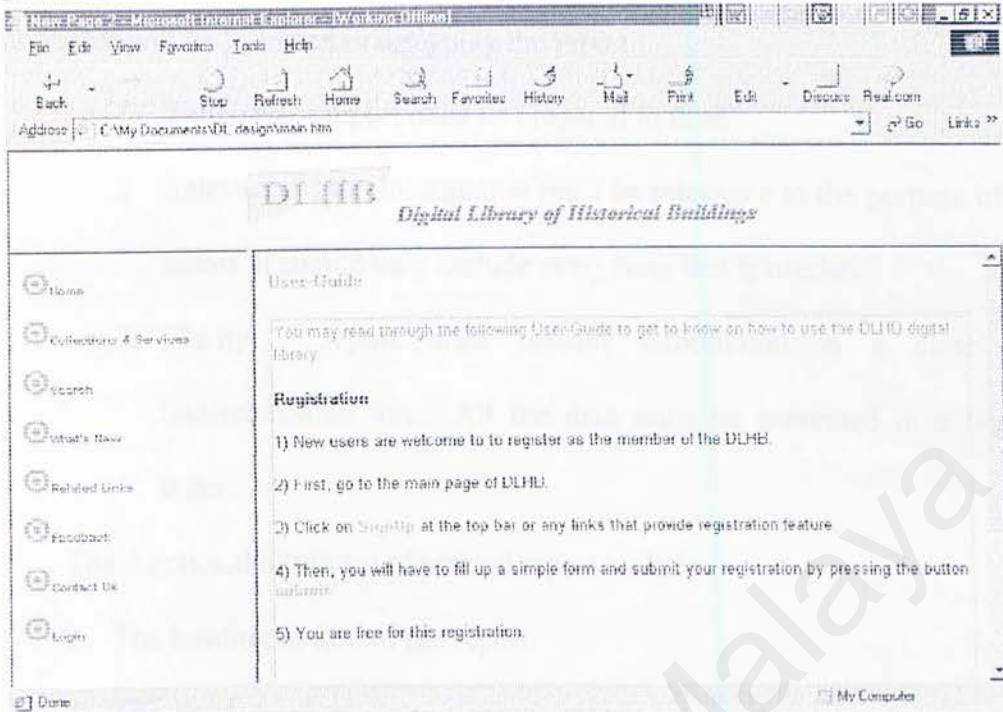 New Page 2 - Microsoft Internet Explorer - [Working Offline]
File Edit View Favorites Tools Help
Back Stop Refresh Home Search Favorites History Mail Print Edit Discuss Real.com
Address C:\My Documents\DL design\main.htm Go Links »
DLHB
Digital Library of Historical Buildings
Home
Collections & Services
Search
What's New
Related Links
Feedback
Contact Us
Login
User-Guide
You may read through the following User-Guide to get to know on how to use the DLHB digital
library.
Registration
1) New users are welcome to to register as the member of the DLHB.
2) First, go to the main page of DLHB.
3) Click on SignUp at the top bar or any links that provide registration feature.
4) Then, you will have to fill up a simple form and submit your registration by pressing the button
submit
5) You are free for this registration.
Done My Computer
Malaya